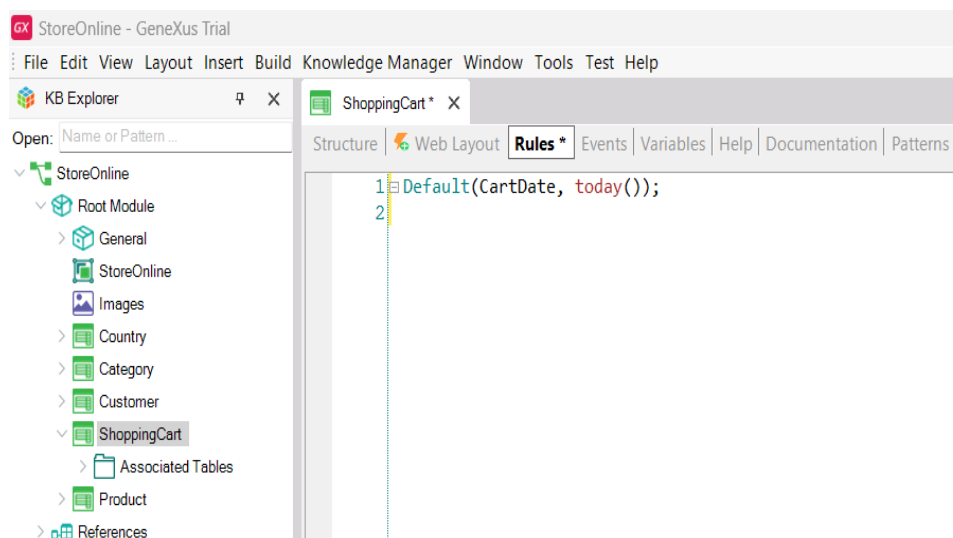 GX StoreOnline - GeneXus Trial
File Edit View Layout Insert Build Knowledge Manager Window Tools Test Help
KB Explorer
ShoppingCart *
Open: Name or Pattern ...
Structure Web Layout Rules * Events Variables Help Documentation Patterns
StoreOnline
Root Module
General
StoreOnline
Images
Country
Category
Customer
ShoppingCart
Associated Tables
Product
References
1 Default(CartDate, today());
2